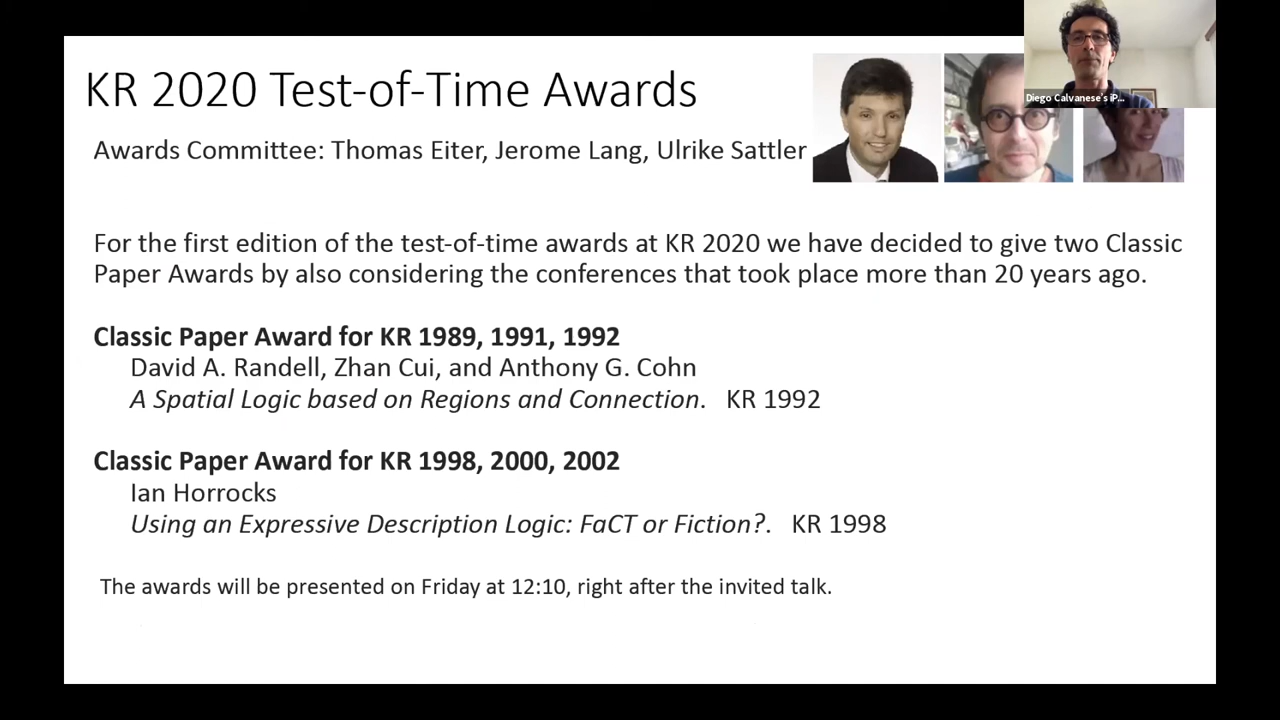 KR 2020 Test-of-Time Awards
Diego Calvanese's iP...
Awards Committee: Thomas Eiter, Jerome Lang, Ulrike Sattler
For the first edition of the test-of-time awards at KR 2020 we have decided to give two Classic
Paper Awards by also considering the conferences that took place more than 20 years ago.
Classic Paper Award for KR 1989, 1991, 1992
David A. Randell, Zhan Cui, and Anthony G. Cohn
A Spatial Logic based on Regions and Connection. KR 1992
Classic Paper Award for KR 1998, 2000, 2002
Ian Horrocks
Using an Expressive Description Logic: FaCT or Fiction?. KR 1998
The awards will be presented on Friday at 12:10, right after the invited talk.